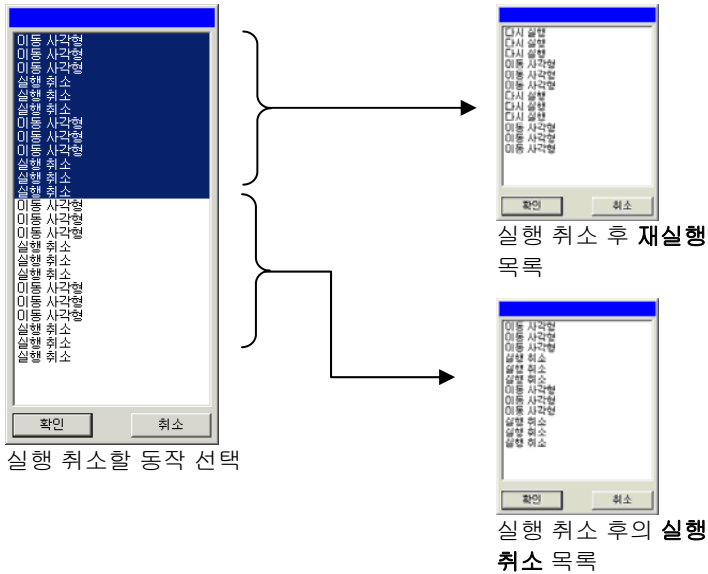 이동 사각형
이동 사각형
이동 사각형
실행 취소
실행 취소
실행 취소
이동 사각형
이동 사각형
이동 사각형
실행 취소
실행 취소
실행 취소
이동 사각형
이동 사각형
이동 사각형
실행 취소
실행 취소
실행 취소
이동 사각형
이동 사각형
이동 사각형
실행 취소
실행 취소
실행 취소
확인 취소
실행 취소할 동작 선택
다시 실행
다시 실행
다시 실행
이동 사각형
이동 사각형
이동 사각형
다시 실행
다시 실행
다시 실행
이동 사각형
이동 사각형
이동 사각형
확인 취소
실행 취소 후 재실행
목록
이동 사각형
이동 사각형
이동 사각형
실행 취소
실행 취소
실행 취소
이동 사각형
이동 사각형
이동 사각형
실행 취소
실행 취소
실행 취소
확인 취소
실행 취소 후의 실행
취소 목록